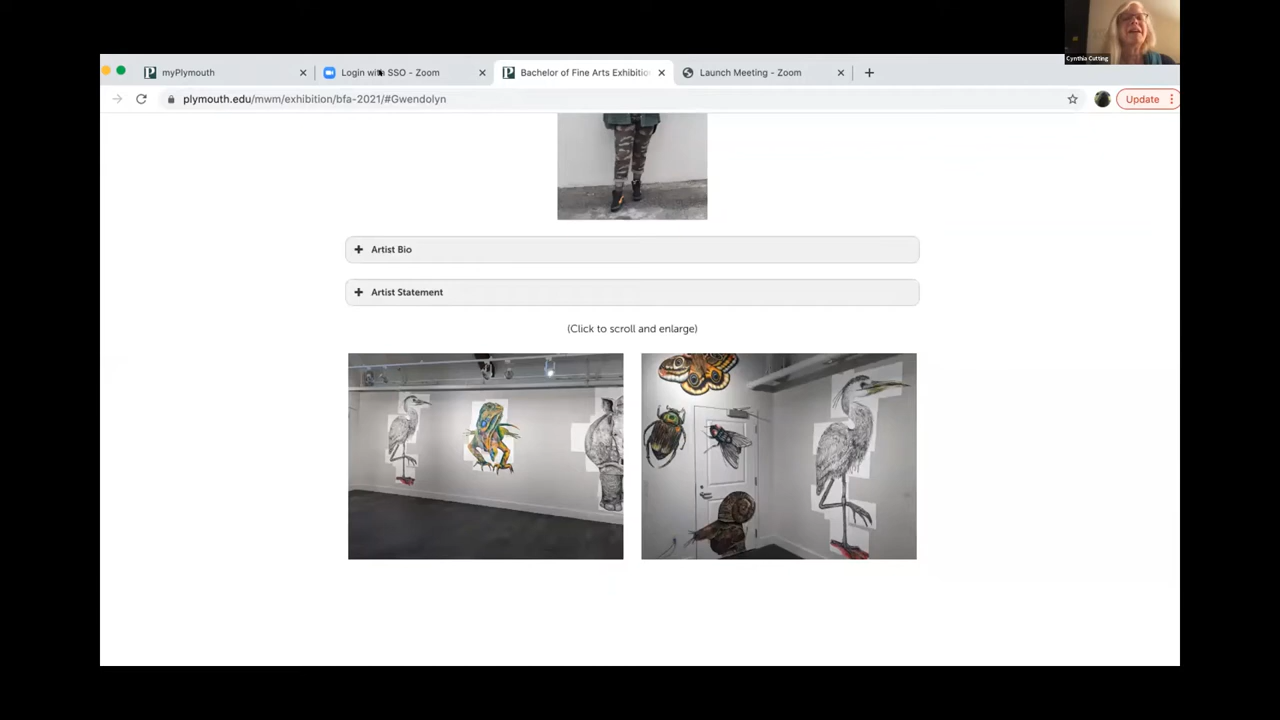 Cynthia Cutting
myPlymouth
Login with SSO - Zoom
Bachelor of Fine Arts Exhibitio
Launch Meeting - Zoom
plymouth.edu/mwm/exhibition/bfa-2021/#Gwendolyn
Update
Artist Bio
Artist Statement
(Click to scroll and enlarge)